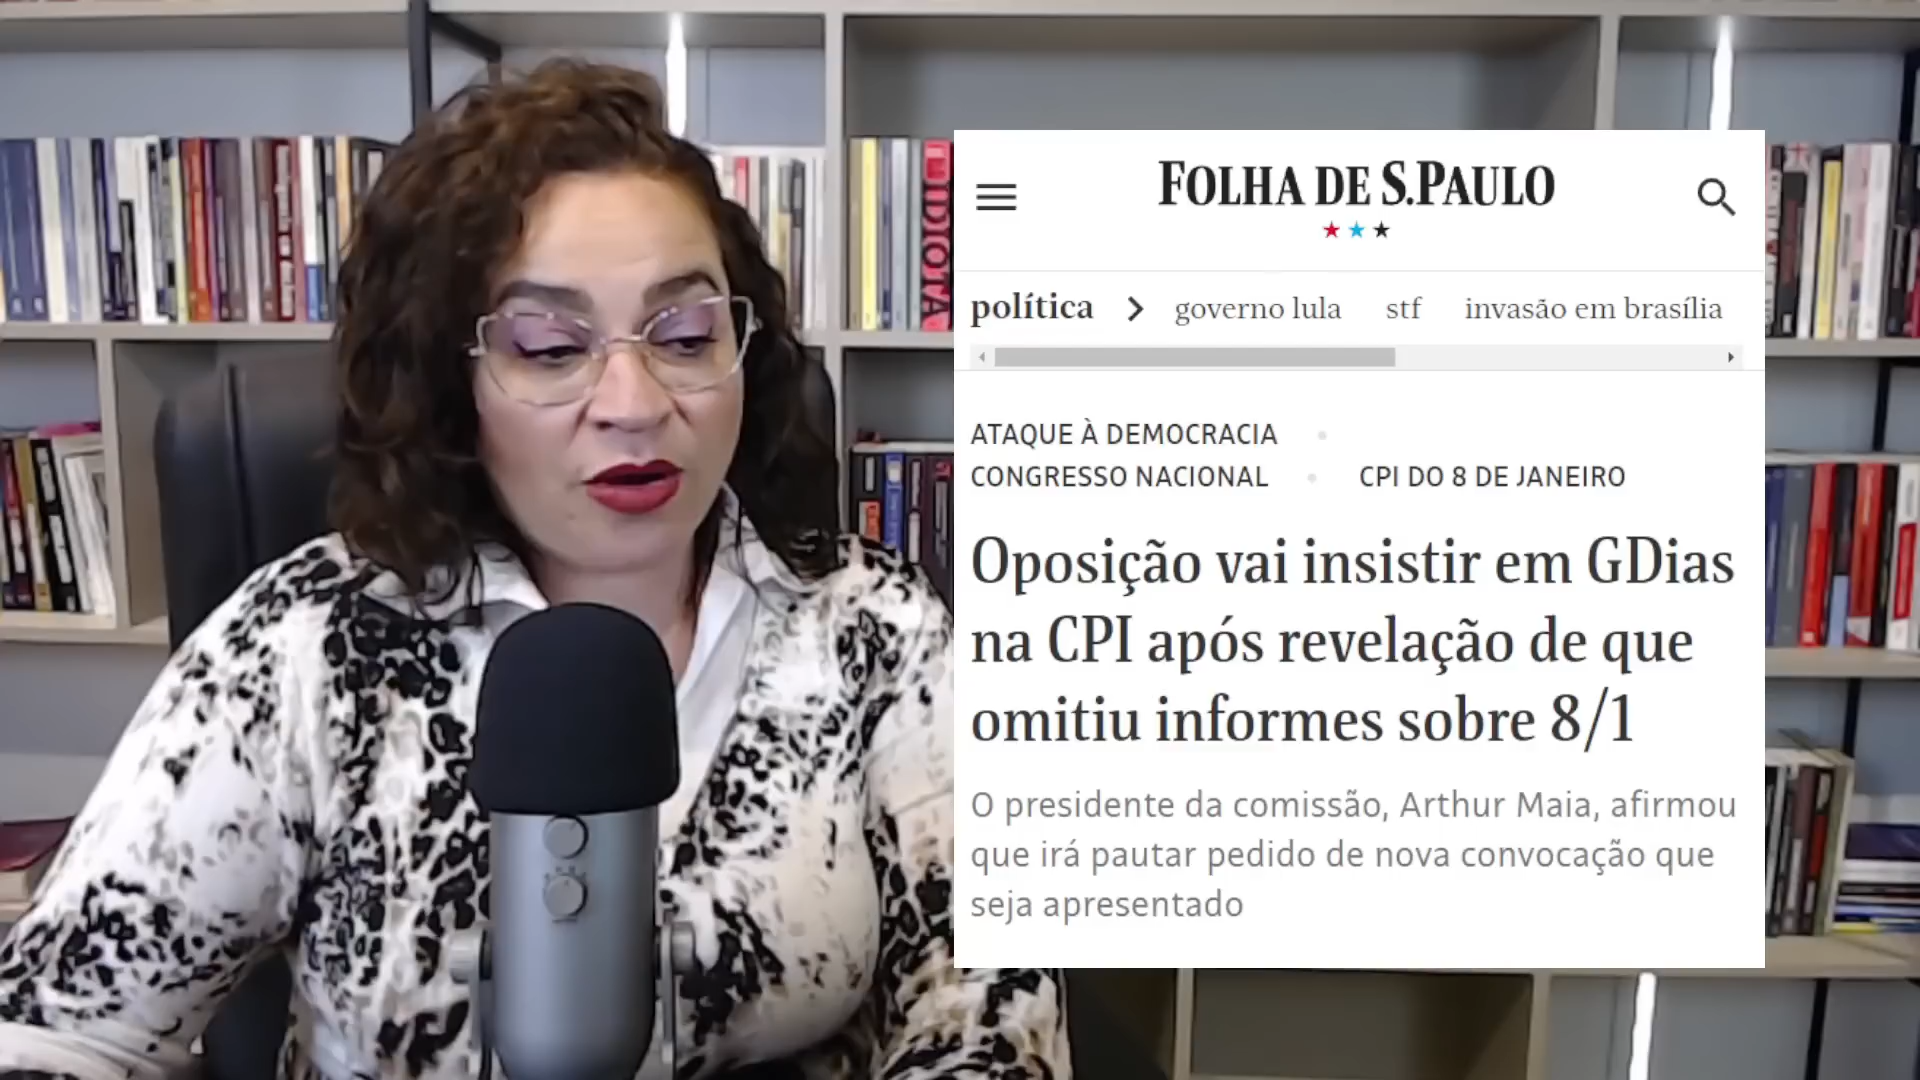 IDIOTA
FOLHA DE S.PAULO
política
governo lula
stf
invasão em brasília
ATAQUE À DEMOCRACIA
CONGRESSO NACIONAL
CPI DO 8 DE JANEIRO
Oposição vai insistir em GDias
na CPI após revelação de que
omitiu informes sobre 8/1
O presidente da comissão, Arthur Maia, afirmou
que irá pautar pedido de nova convocação que
seja apresentado